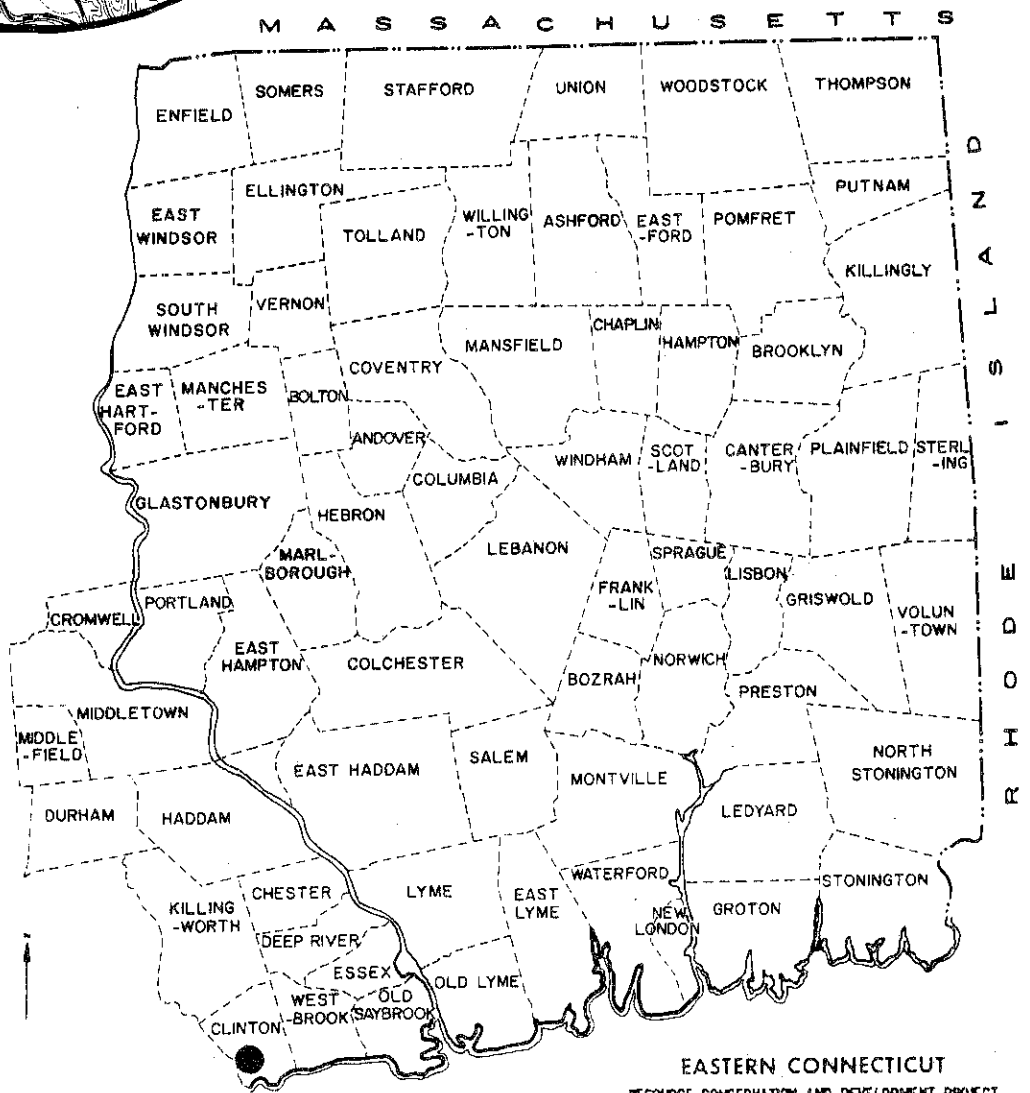 MASSACHUSETTS
ENFIELD
SOMERS
STAFFORD
UNION
WOODSTOCK
THOMPSON
EAST
WINDSOR
ELLINGTON
TOLLAND
WILLING
-TON
ASHFORD
EAST
-FORD
POMFRET
PUTNAM
KILLINGLY
RHODE ISLAND
SOUTH
WINDSOR
VERNON
COVENTRY
MANSFIELD
CHAPLIN
HAMPTON
BROOKLYN
EAST
HART-
FORD
MANCHES
-TER
BOLTON
ANDOVER
COLUMBIA
WINDHAM
SCOT
-LAND
CANTER
-BURY
PLAINFIELD
STERL
-ING
GLASTONBURY
HEBRON
MARL-
BOROUGH
LEBANON
FRANK
-LIN
SPRAGUE
LISBON
GRISWOLD
VOLUN
-TOWN
CROMWELL
PORTLAND
EAST
HAMPTON
COLCHESTER
BOZRAH
NORWICH
PRESTON
MIDDLETOWN
MIDDLE
-FIELD
EAST HADDAM
SALEM
MONTVILLE
NORTH
STONINGTON
DURHAM
HADDAM
LEDYARD
KILLING
-WORTH
CHESTER
LYME
EAST
LYME
WATERFORD
NEW
LONDON
GROTON
STONINGTON
DEEP RIVER
ESSEX
OLD LYME
CLINTON
WEST
-BROOK
OLD
SAYBROOK
EASTERN CONNECTICUT
RESOURCE CONSERVATION AND DEVELOPMENT PROJECT